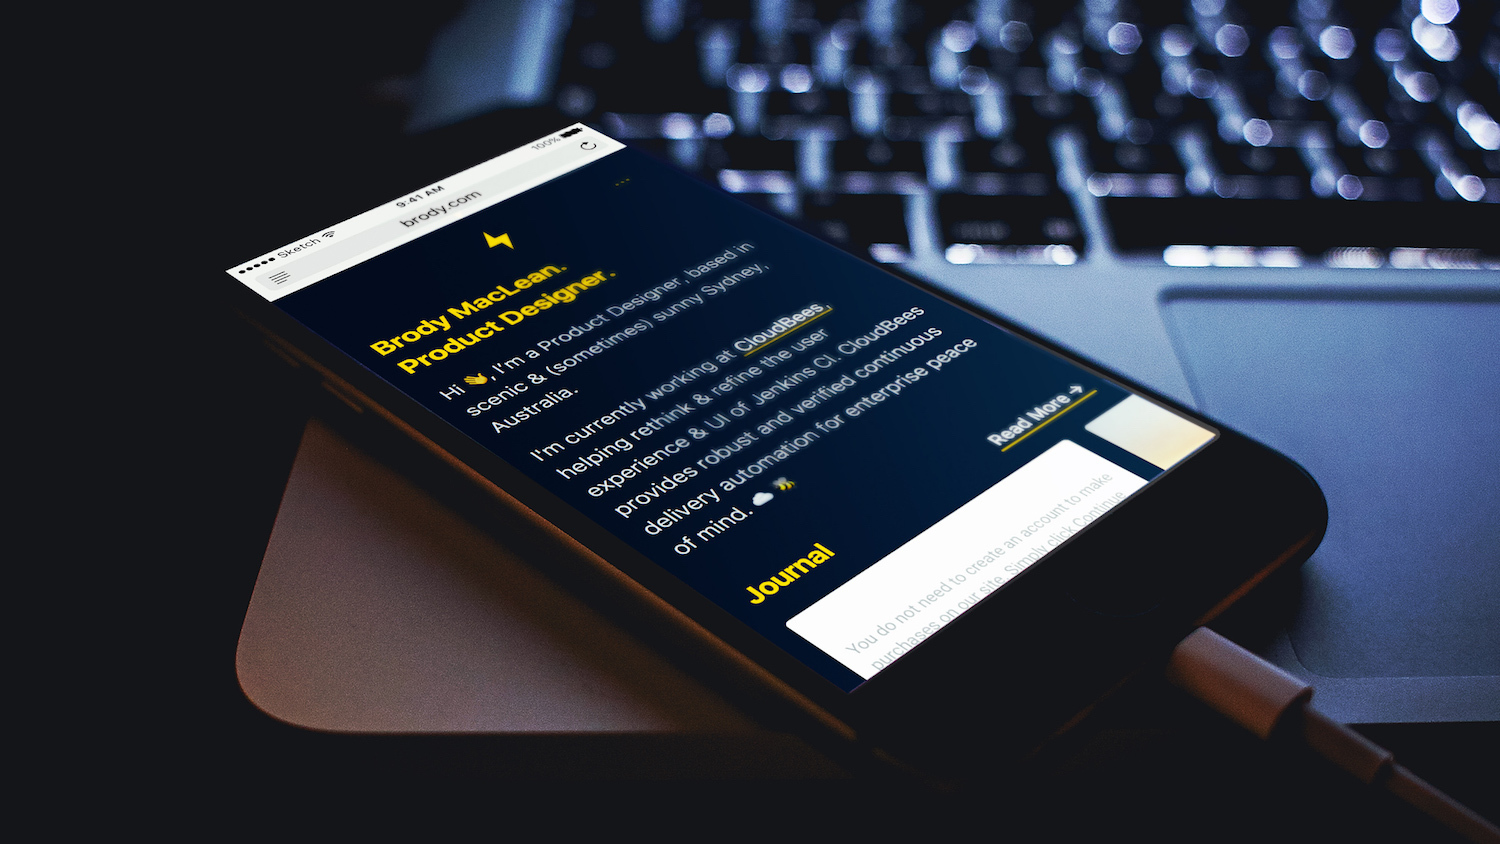 Sketch 9:41 AM 100%
brody.com
Brody MacLean.
Product Designer.
Hi 👋, I'm a Product Designer, based in
scenic & (sometimes) sunny Sydney,
Australia.
I'm currently working at CloudBees,
helping rethink & refine the user
experience & UI of Jenkins CI. CloudBees
provides robust and verified continuous
delivery automation for enterprise peace
of mind. ☁️🐝
Read More →
Journal
You do not need to create an account to make
purchases on our site. Simply click Continue